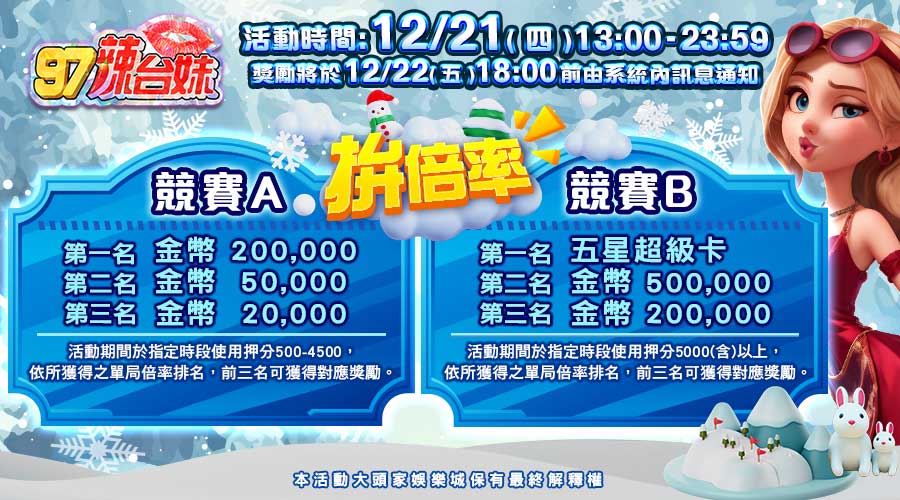 97辣台妹
活動時間:12/21(四)13:00-23:59
獎勵將於12/22(五)18:00前由系統內訊息通知
拚倍率
競賽A
第一名 金幣 200,000
第二名 金幣 50,000
第三名 金幣 20,000
活動期間於指定時段使用押分500-4500，
依所獲得之單局倍率排名，前三名可獲得對應獎勵。
競賽B
第一名 五星超級卡
第二名 金幣 500,000
第三名 金幣 200,000
活動期間於指定時段使用押分5000(含)以上，
依所獲得之單局倍率排名，前三名可獲得對應獎勵。
本活動大頭家娛樂城保有最終解釋權